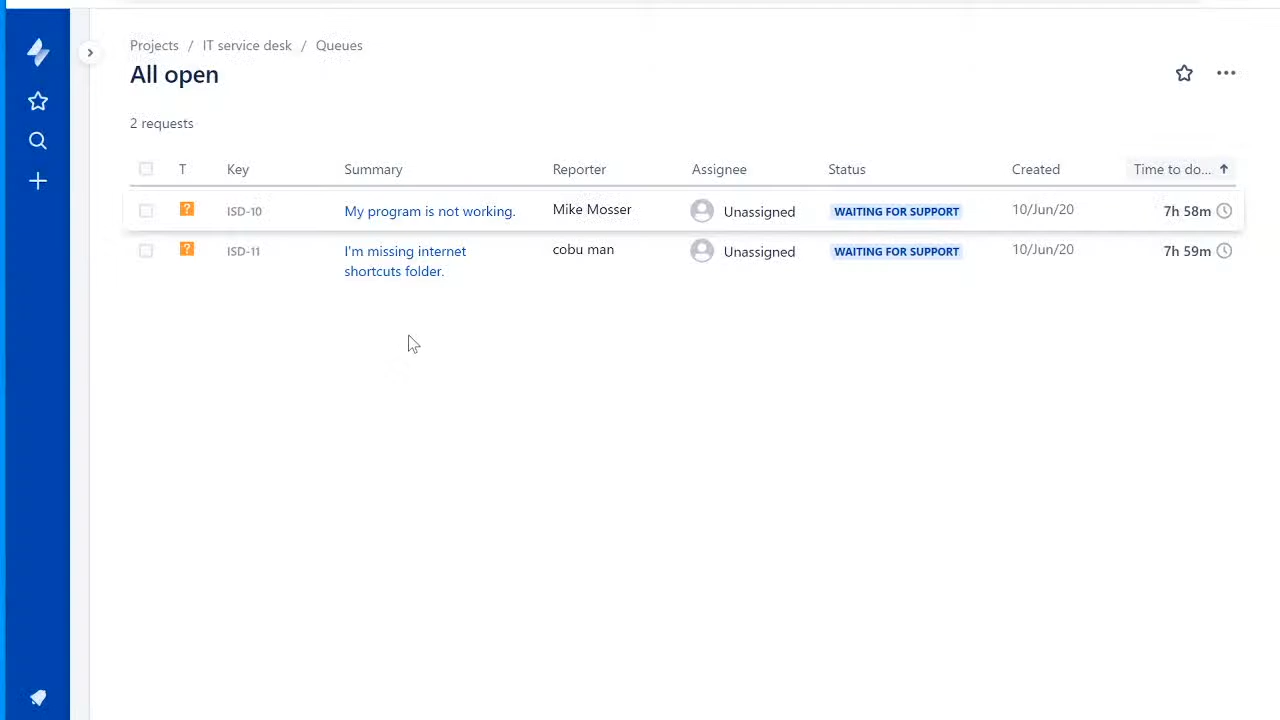 Projects / IT service desk / Queues
All open
2 requests
T Key Summary Reporter Assignee Status Created Time to do...
? ISD-10 My program is not working. Mike Mosser Unassigned WAITING FOR SUPPORT 10/Jun/20 7h 58m
? ISD-11 I'm missing internet cobu man Unassigned WAITING FOR SUPPORT 10/Jun/20 7h 59m
shortcuts folder.